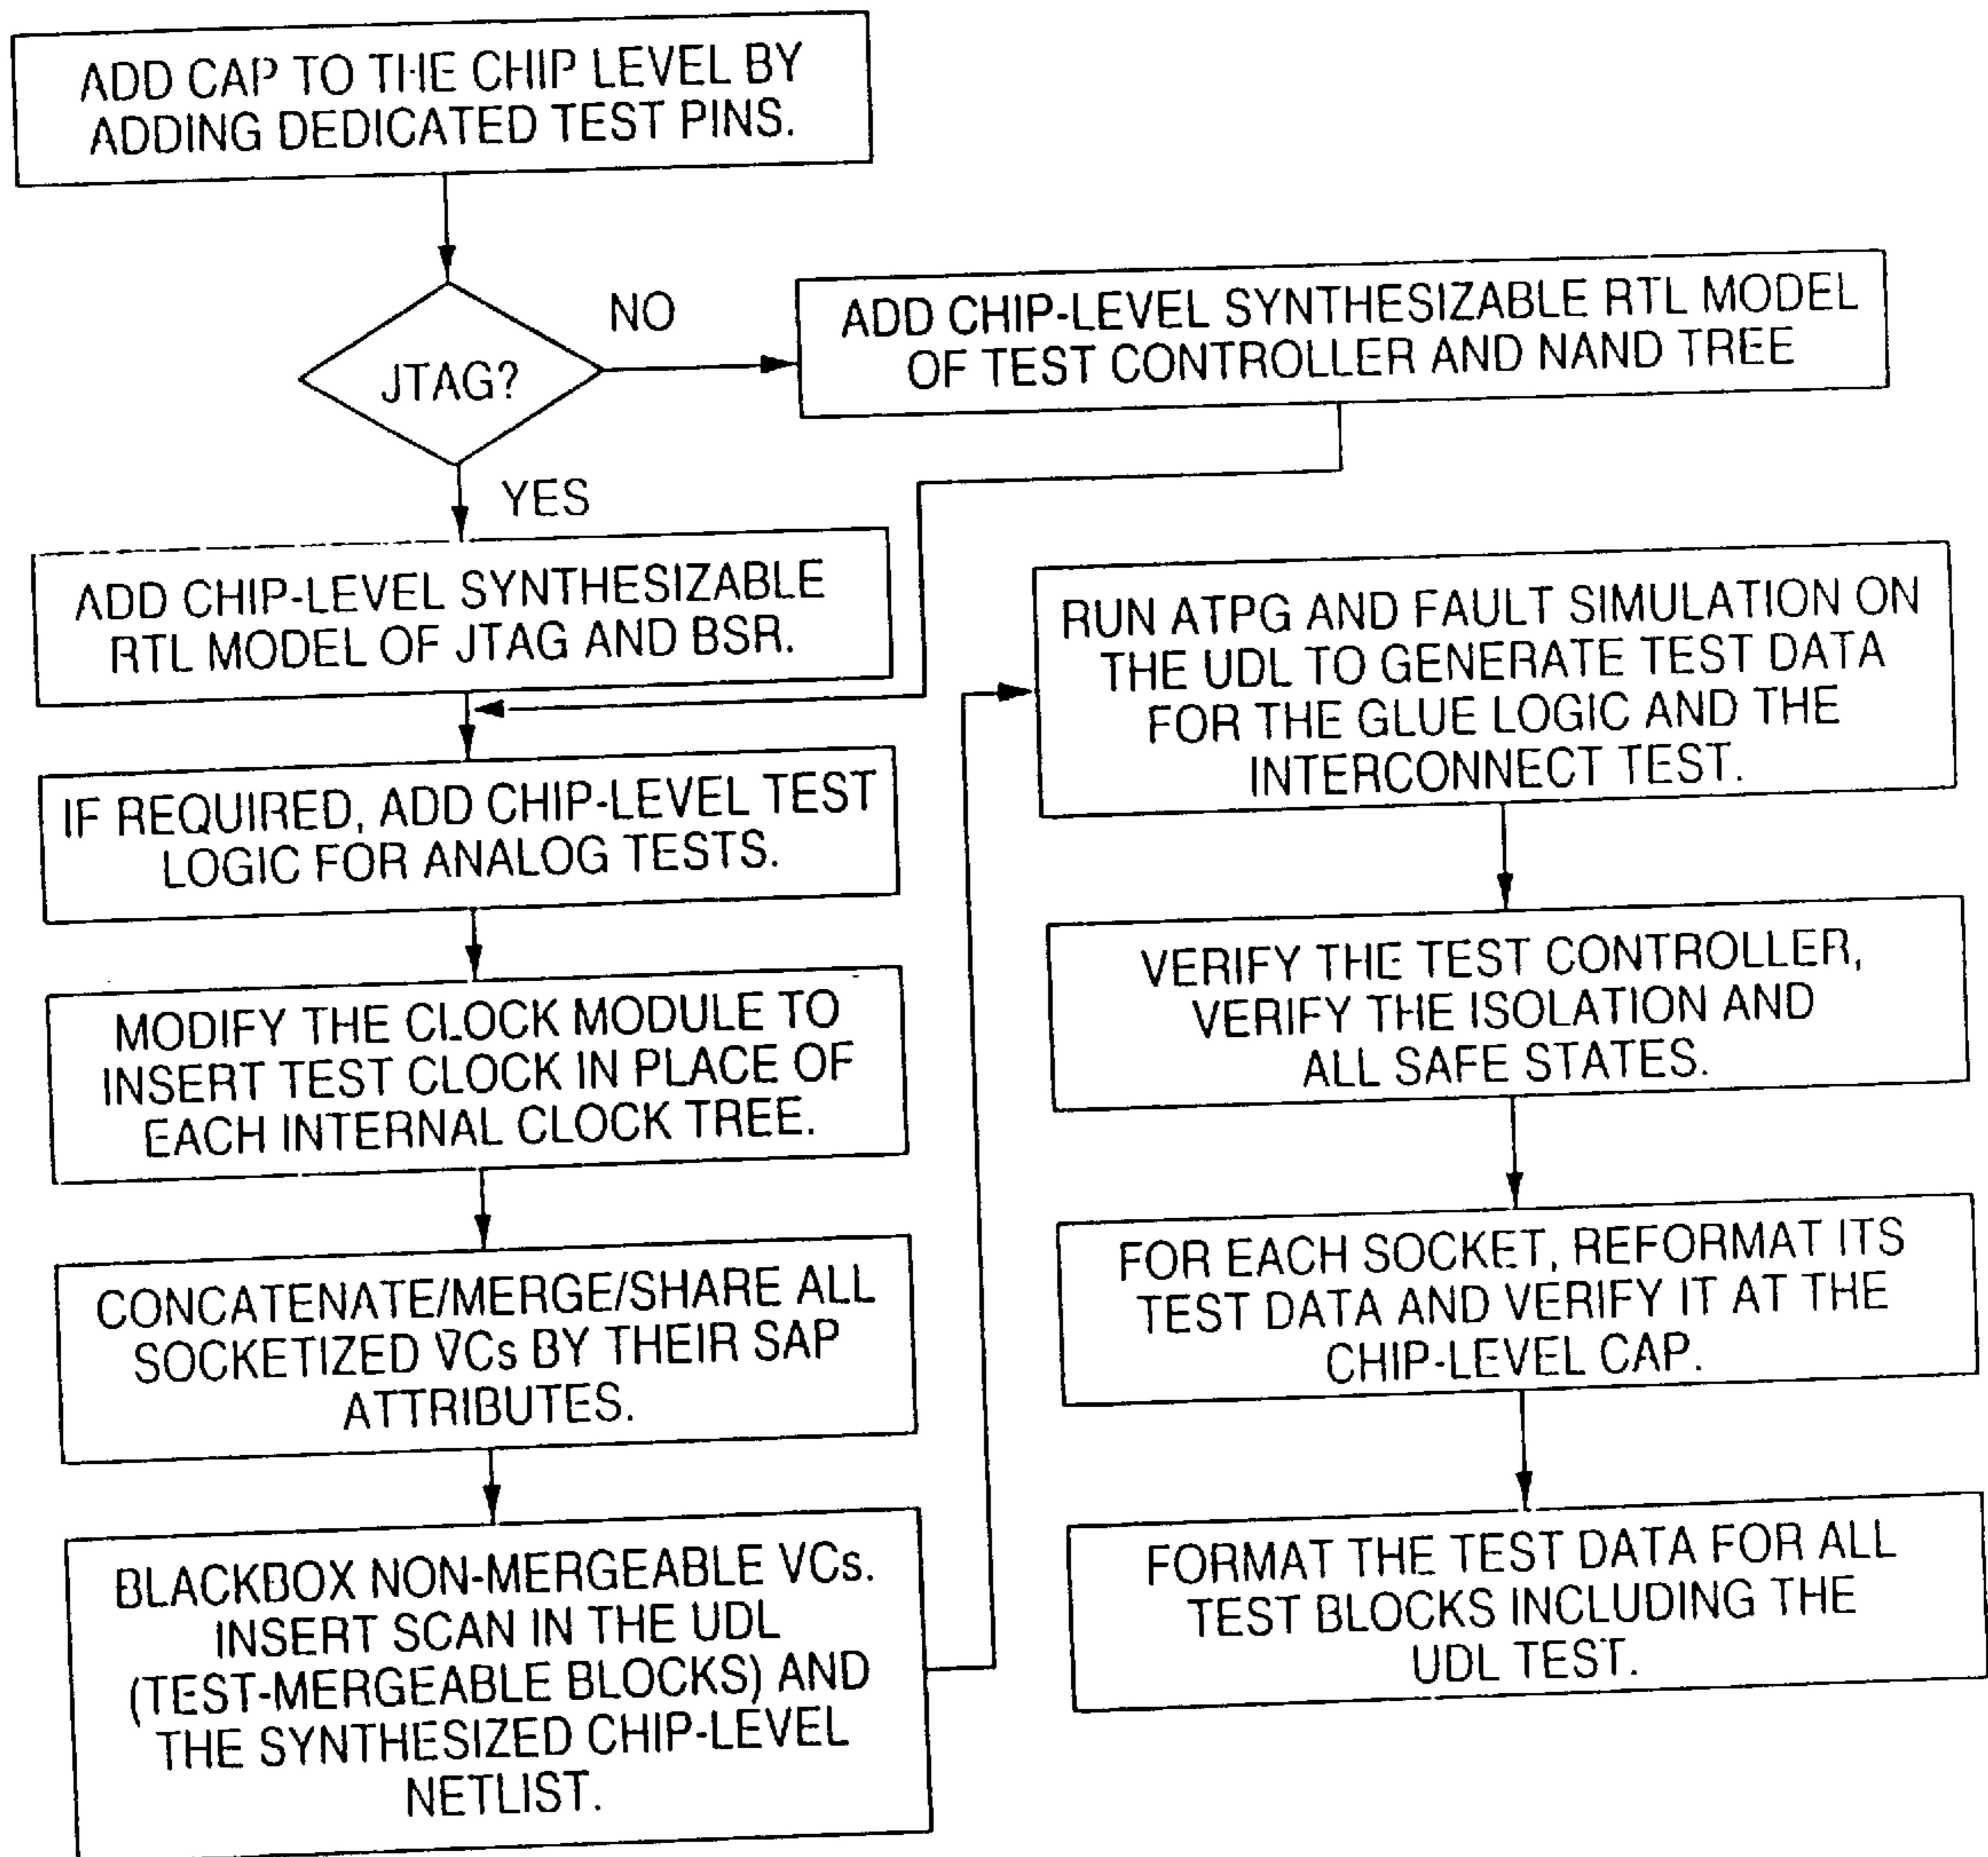 ADD CAP TO THE CHIP LEVEL BY
ADDING DEDICATED TEST PINS.
JTAG?
NO
ADD CHIP-LEVEL SYNTHESIZABLE RTL MODEL
OF TEST CONTROLLER AND NAND TREE
YES
ADD CHIP-LEVEL SYNTHESIZABLE
RTL MODEL OF JTAG AND BSR.
IF REQUIRED, ADD CHIP-LEVEL TEST
LOGIC FOR ANALOG TESTS.
MODIFY THE CLOCK MODULE TO
INSERT TEST CLOCK IN PLACE OF
EACH INTERNAL CLOCK TREE.
CONCATENATE/MERGE/SHARE ALL
SOCKETIZED VCs BY THEIR SAP
ATTRIBUTES.
BLACKBOX NON-MERGEABLE VCs.
INSERT SCAN IN THE UDL
(TEST-MERGEABLE BLOCKS) AND
THE SYNTHESIZED CHIP-LEVEL
NETLIST.
RUN ATPG AND FAULT SIMULATION ON
THE UDL TO GENERATE TEST DATA
FOR THE GLUE LOGIC AND THE
INTERCONNECT TEST.
VERIFY THE TEST CONTROLLER,
VERIFY THE ISOLATION AND
ALL SAFE STATES.
FOR EACH SOCKET, REFORMAT ITS
TEST DATA AND VERIFY IT AT THE
CHIP-LEVEL CAP.
FORMAT THE TEST DATA FOR ALL
TEST BLOCKS INCLUDING THE
UDL TEST.